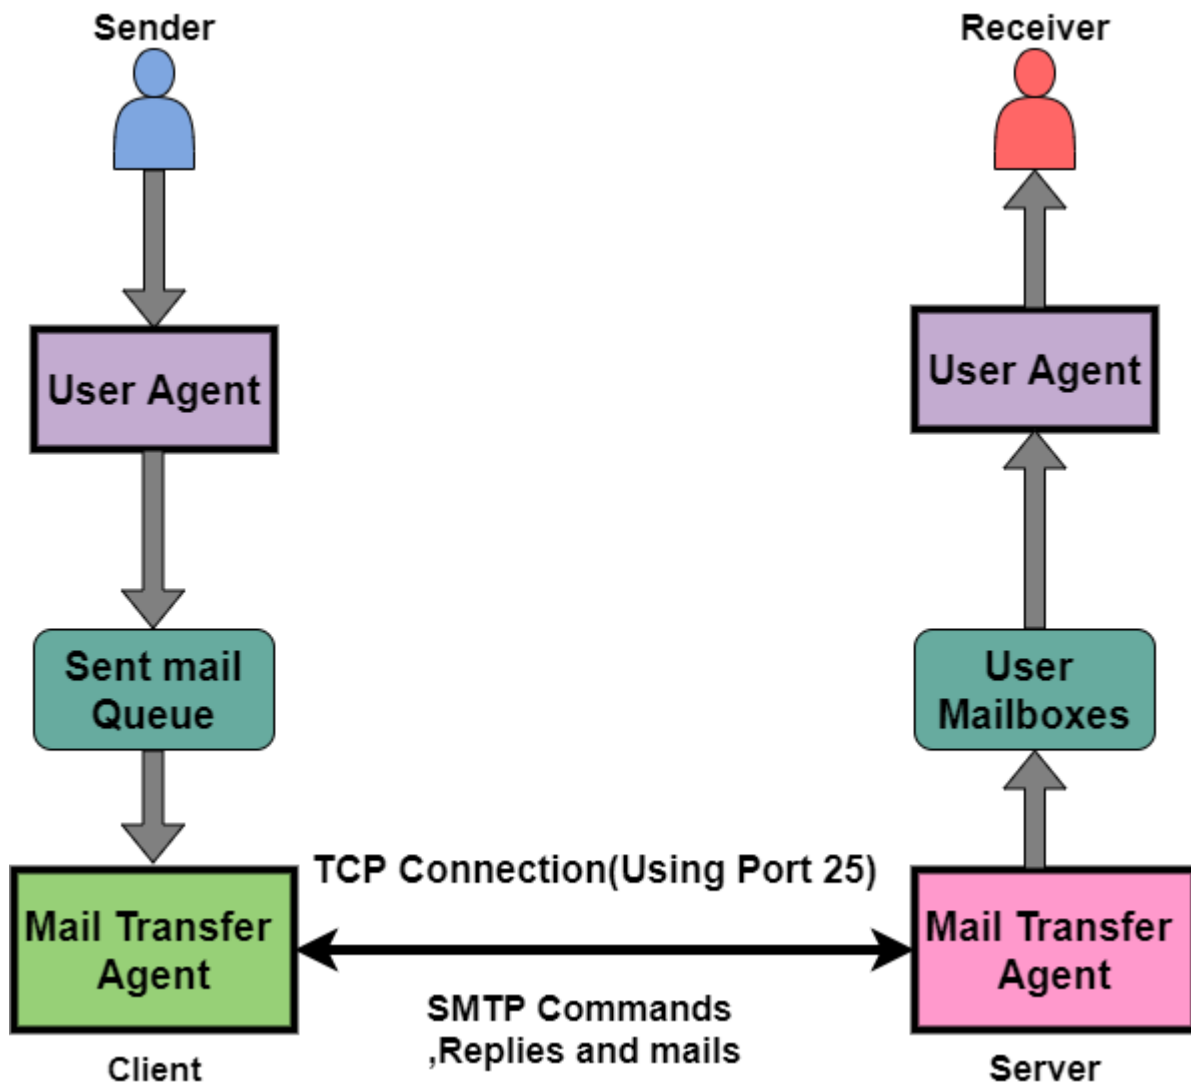 Sender
Receiver
User Agent
User Agent
Sent mail
Queue
User
Mailboxes
TCP Connection(Using Port 25)
Mail Transfer
Agent
Mail Transfer
Agent
SMTP Commands
,Replies and mails
Client
Server